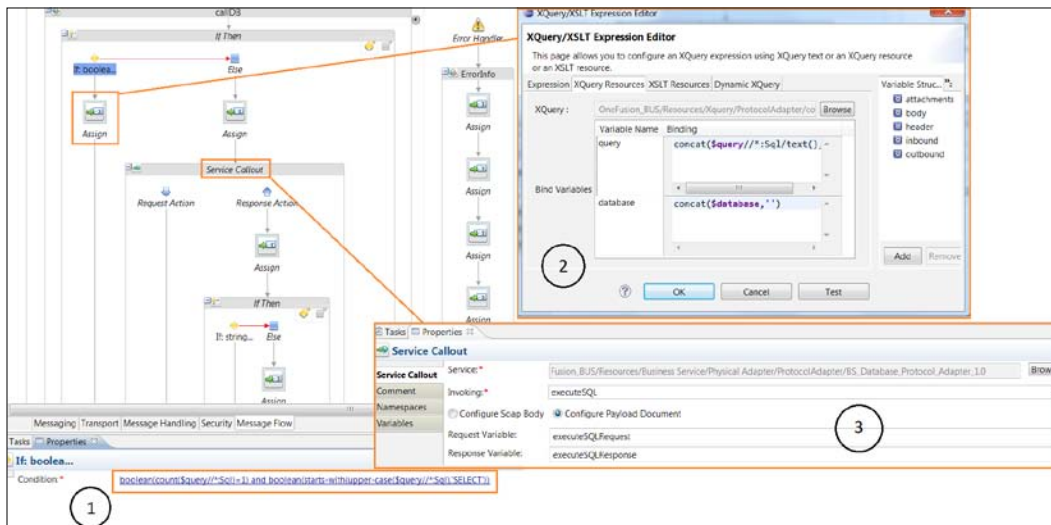 callDB
If Then
If: boolea...
Else
Assign
Assign
Service Callout
Request Action
Response Action
Assign
If Then
If: string...
Else
Assign
Error Handler
ErrorInfo
Assign
Assign
Assign
Assign
Messaging Transport Message Handling Security Message Flow
Tasks Properties
If: boolea...
Condition *
boolean(count($query//*:Sql)=1) and boolean(starts-with(upper-case($query//*:Sql),'SELECT'))
1
XQuery/XSLT Expression Editor
XQuery/XSLT Expression Editor
This page allows you to configure an XQuery expression using XQuery text or an XQuery resource
or an XSLT resource.
Expression XQuery Resources XSLT Resources Dynamic XQuery
XQuery :
OneFusion_BUS/Resources/Xquery/ProtocolAdapter/co
Browse
Variable Name Binding
query
concat($query//*:Sql/text()
Bind Variables
database
concat($database,'')
Variable Struc...
attachments
body
header
inbound
outbound
Add Remove
2
OK Cancel Test
Tasks Properties
Service Callout
Service Callout
Comment
Namespaces
Variables
Service:*
Fusion_BUS/Resources/Business Service/Physical Adapter/ProtocolAdapter/BS_Database_Protocol_Adapter_1.0
Brow
Invoking:*
executeSQL
Configure Soap Body Configure Payload Document
Request Variable:
executeSQLRequest
Response Variable:
executeSQLResponse
3